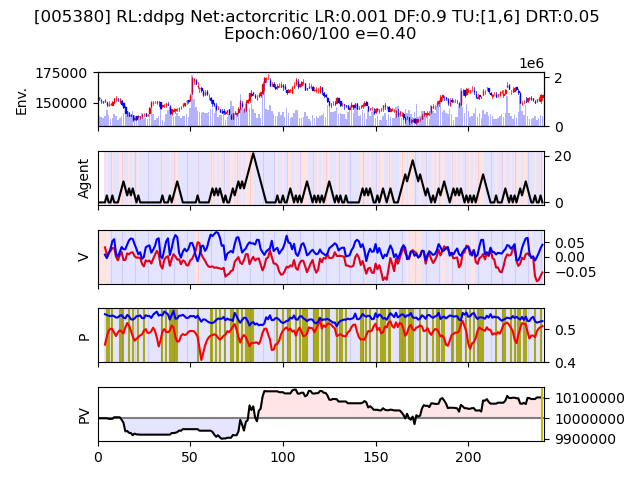 [005380] RL:ddpg Net:actorcritic LR:0.001 DF:0.9 TU:[1,6] DRT:0.05
Epoch:060/100 e=0.40
1e6
175000
150000
Env.
2
0
Agent
20
0
V
0.05
0.00
−0.05
P
0.5
0.4
PV
10100000
10000000
9900000
0 50 100 150 200